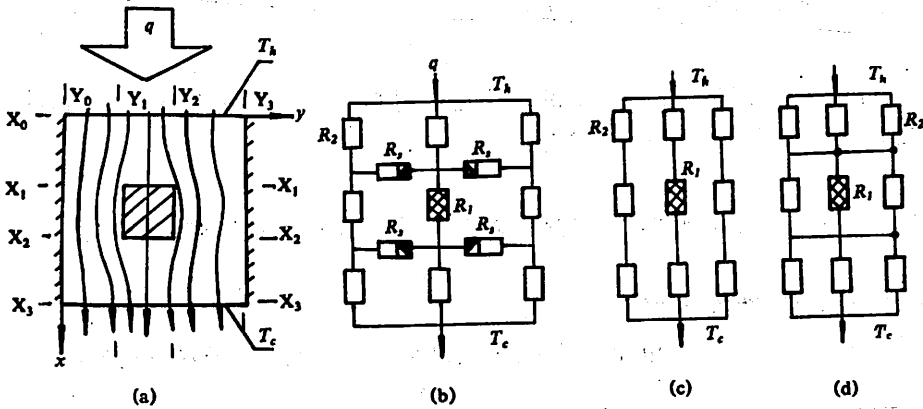 q
T_h
Y_0 Y_1 Y_2 Y_3
y
X_0
X_1 X_1
X_2 X_2
X_3 X_3
x
T_c
(a)
q
T_h
R_2
R_s R_s
R_1
R_s R_s
T_c
(b)
T_h
R_2
R_1
T_c
(c)
T_h
R_2
R_1
T_c
(d)